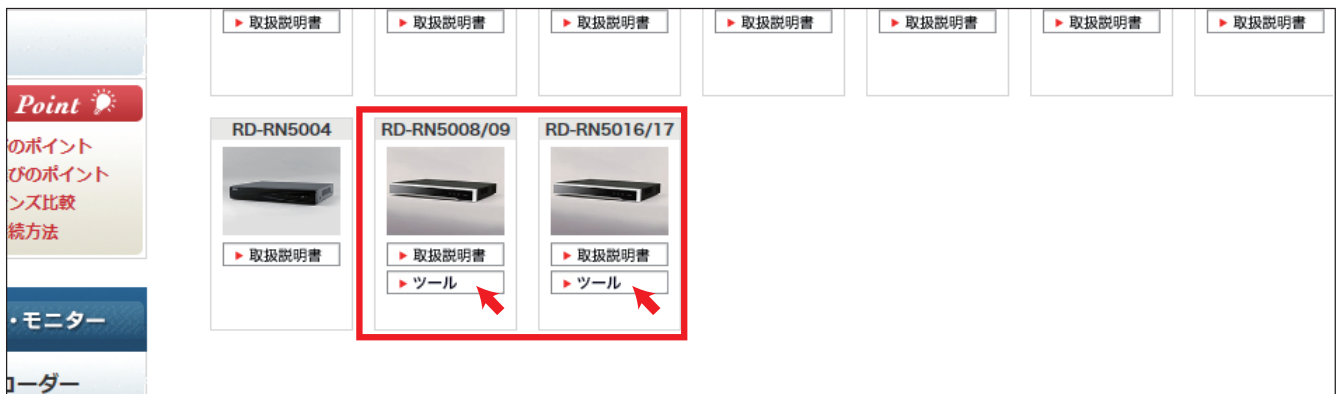 取扱説明書 取扱説明書 取扱説明書 取扱説明書 取扱説明書 取扱説明書 取扱説明書
Point
のポイント
びのポイント
ンズ比較
続方法
・モニター
コーダー
RD-RN5004
取扱説明書
RD-RN5008/09
取扱説明書
ツール
RD-RN5016/17
取扱説明書
ツール